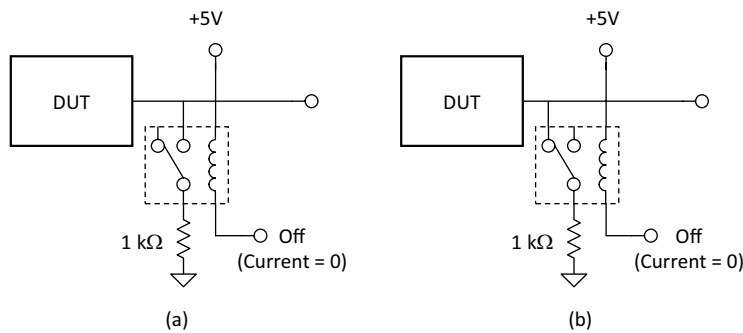 +5V
DUT
1 kΩ
Off
(Current = 0)
(a)
+5V
DUT
1 kΩ
Off
(Current = 0)
(b)